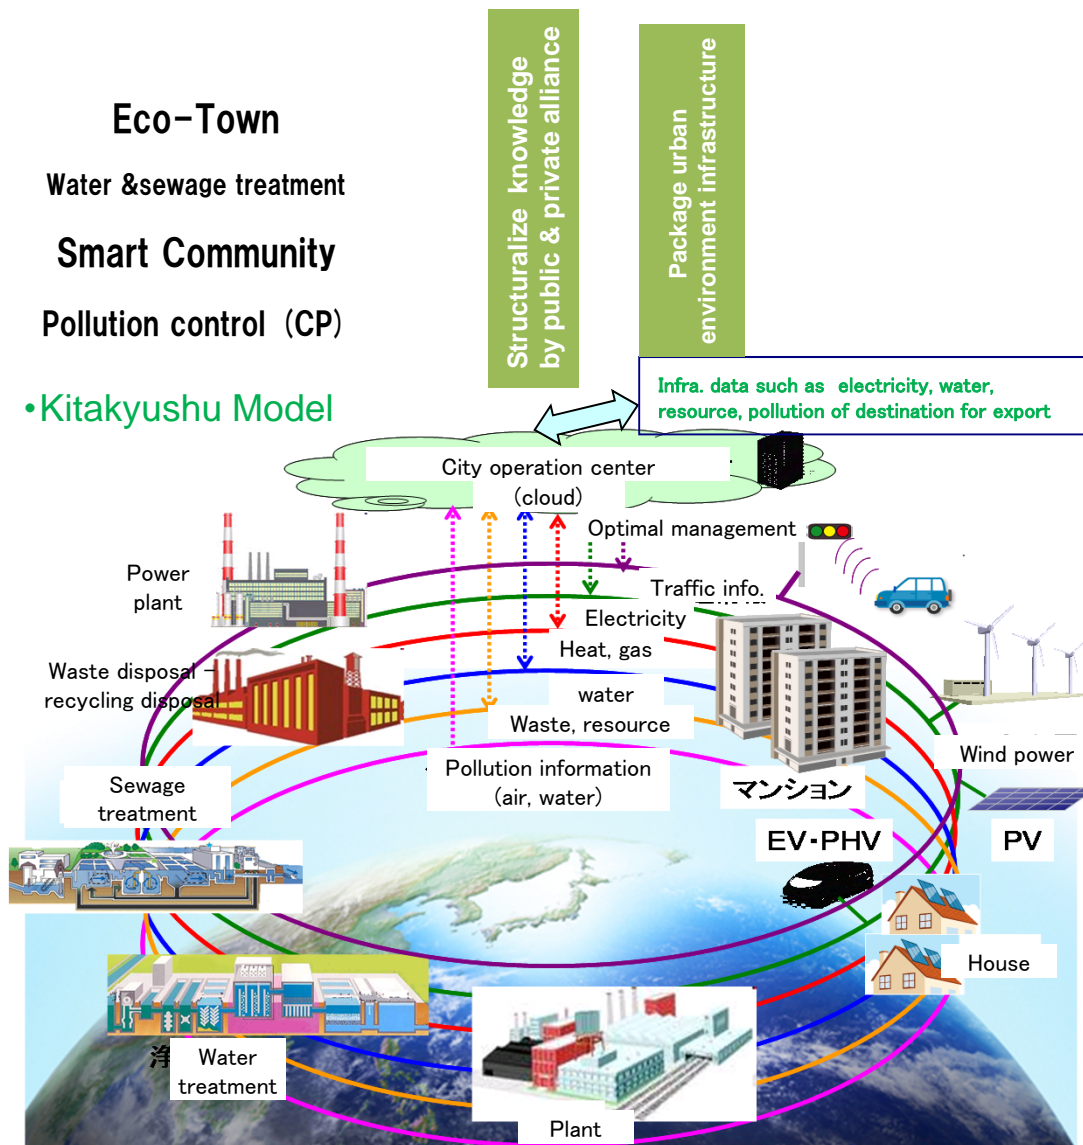 Structuralize knowledge
by public & private alliance
Package urban
environment infrastructure
Eco-Town
Water &sewage treatment
Smart Community
Pollution control (CP)
•Kitakyushu Model
Infra. data such as electricity, water,
resource, pollution of destination for export
City operation center
(cloud)
Optimal management
Power
plant
Traffic info.
Electricity
Heat, gas
Waste disposal –
recycling disposal
water
Waste, resource
Wind power
Pollution information
(air, water)
Sewage
treatment
マンション
EV・PHV
PV
House
浄
Water
treatment
Plant